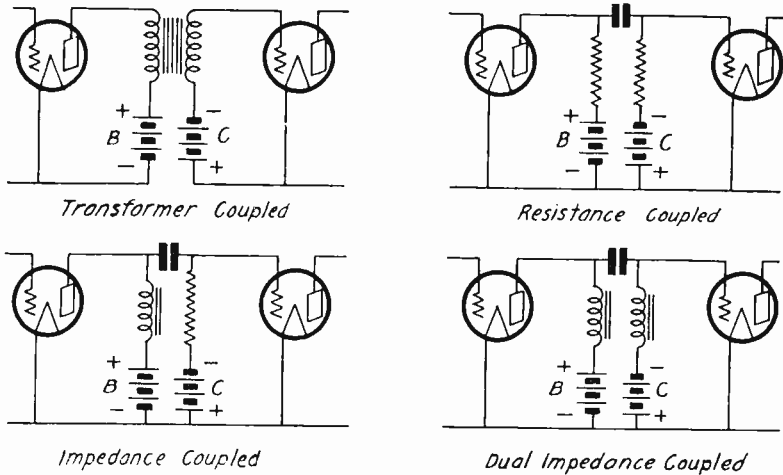 + - + -
B C B C
- + - +
Transformer Coupled
Resistance Coupled
+ - + -
B C B C
- + - +
Impedance Coupled
Dual Impedance Coupled